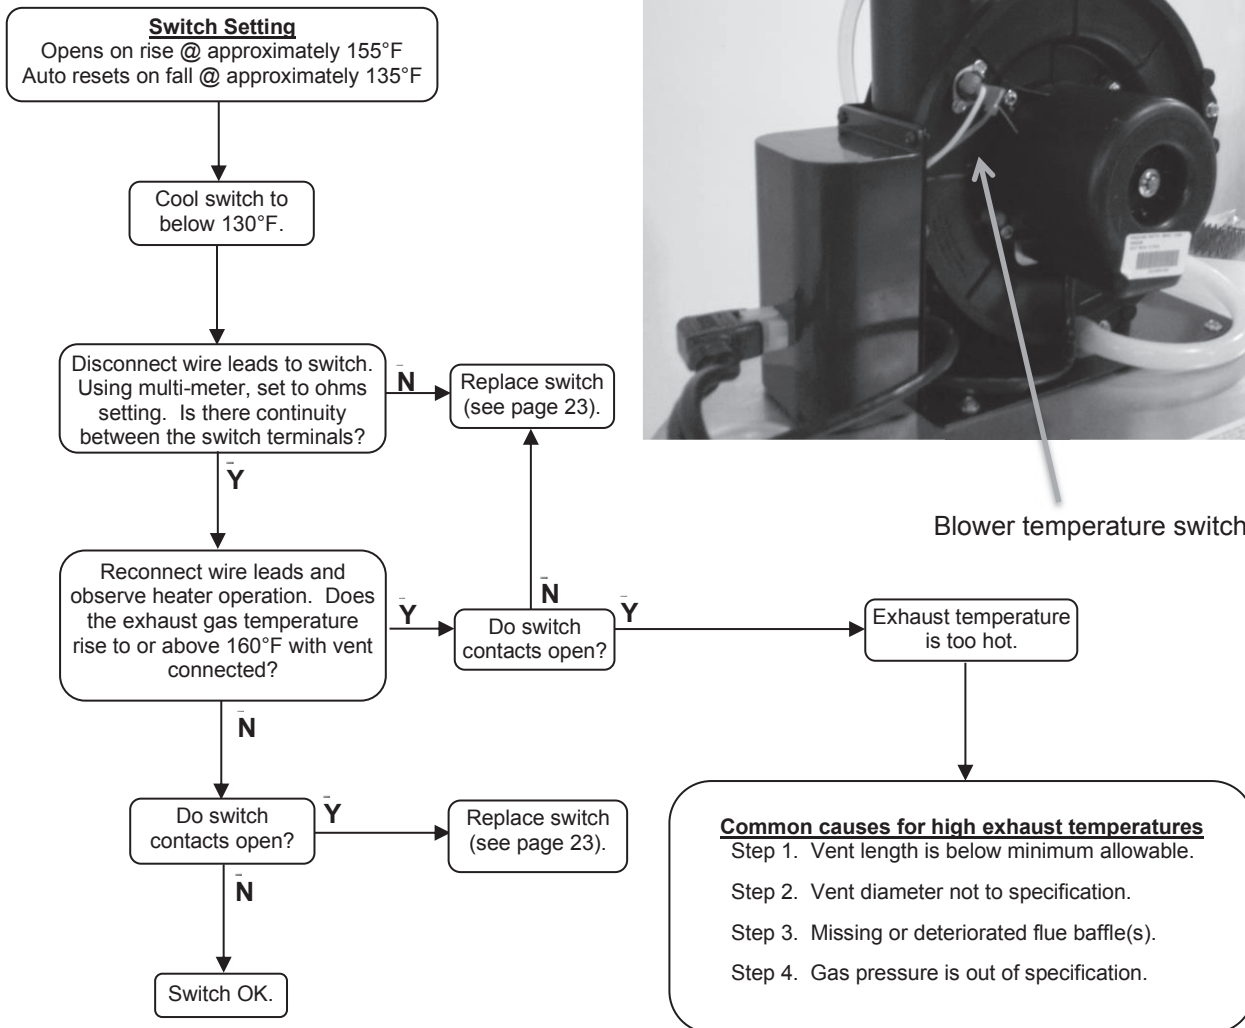 Switch Setting
Opens on rise @ approximately 155°F
Auto resets on fall @ approximately 135°F
Cool switch to
below 130°F.
Disconnect wire leads to switch.
Using multi-meter, set to ohms
setting. Is there continuity
between the switch terminals?
N
Replace switch
(see page 23).
Y
Blower temperature switch
Reconnect wire leads and
observe heater operation. Does
the exhaust gas temperature
rise to or above 160°F with vent
connected?
Y
Do switch
contacts open?
N
Y
Exhaust temperature
is too hot.
N
Do switch
contacts open?
Y
Replace switch
(see page 23).
N
Switch OK.
Common causes for high exhaust temperatures
Step 1. Vent length is below minimum allowable.
Step 2. Vent diameter not to specification.
Step 3. Missing or deteriorated flue baffle(s).
Step 4. Gas pressure is out of specification.